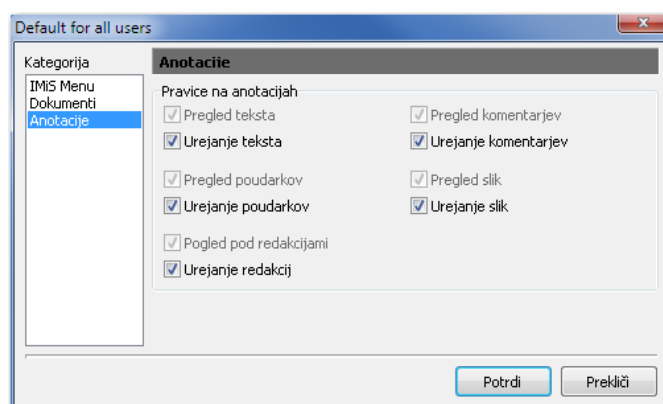 Default for all users
Kategorija
IMiS Menu
Dokumenti
Anotacije
Anotacije
Pravice na anotacijah
Pregled teksta
Pregled komentarjev
Urejanje teksta
Urejanje komentarjev
Pregled poudarkov
Pregled slik
Urejanje poudarkov
Urejanje slik
Pogled pod redakcijami
Urejanje redakcij
Potrdi
Prekliči